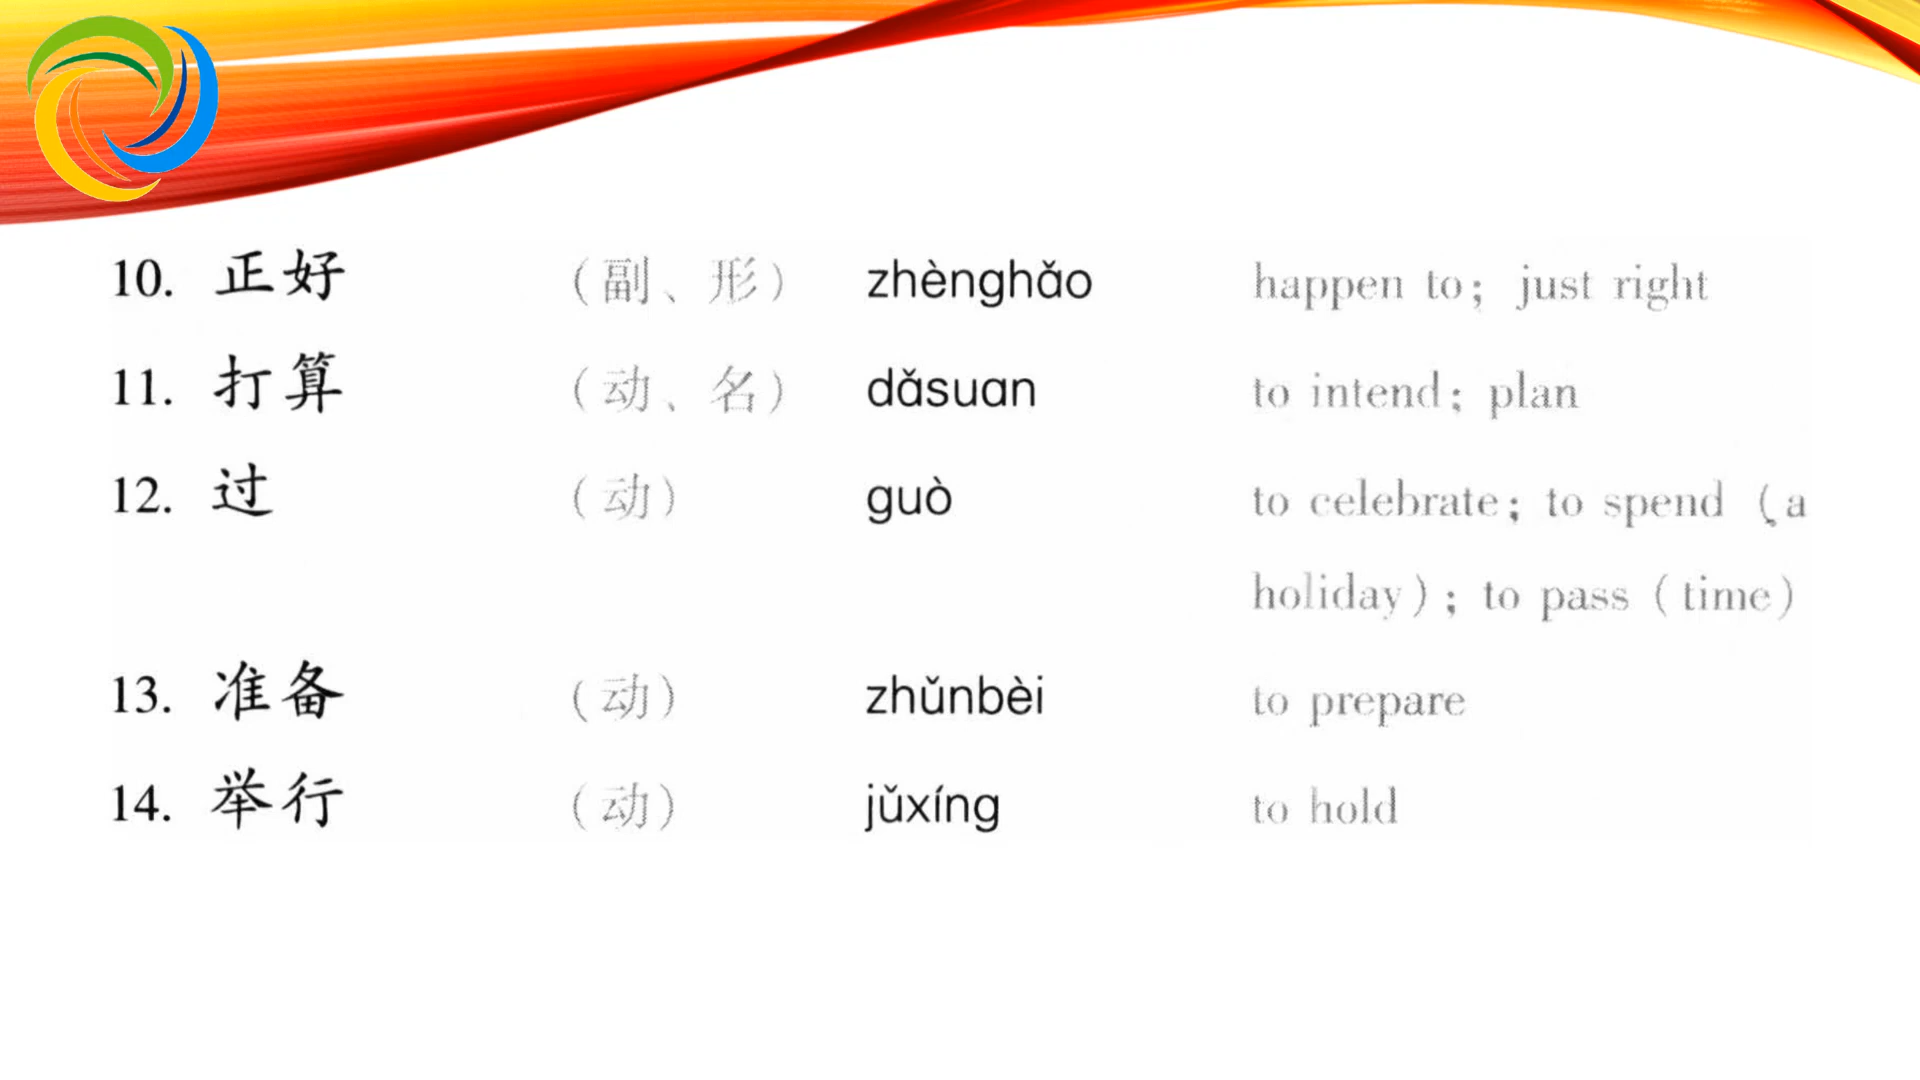 10. 正好 （副、形） zhènghǎo happen to; just right
11. 打算 （动、名） dǎsuan to intend; plan
12. 过 （动） guò to celebrate; to spend (a
holiday); to pass (time)
13. 准备 （动） zhǔnbèi to prepare
14. 举行 （动） jǔxíng to hold